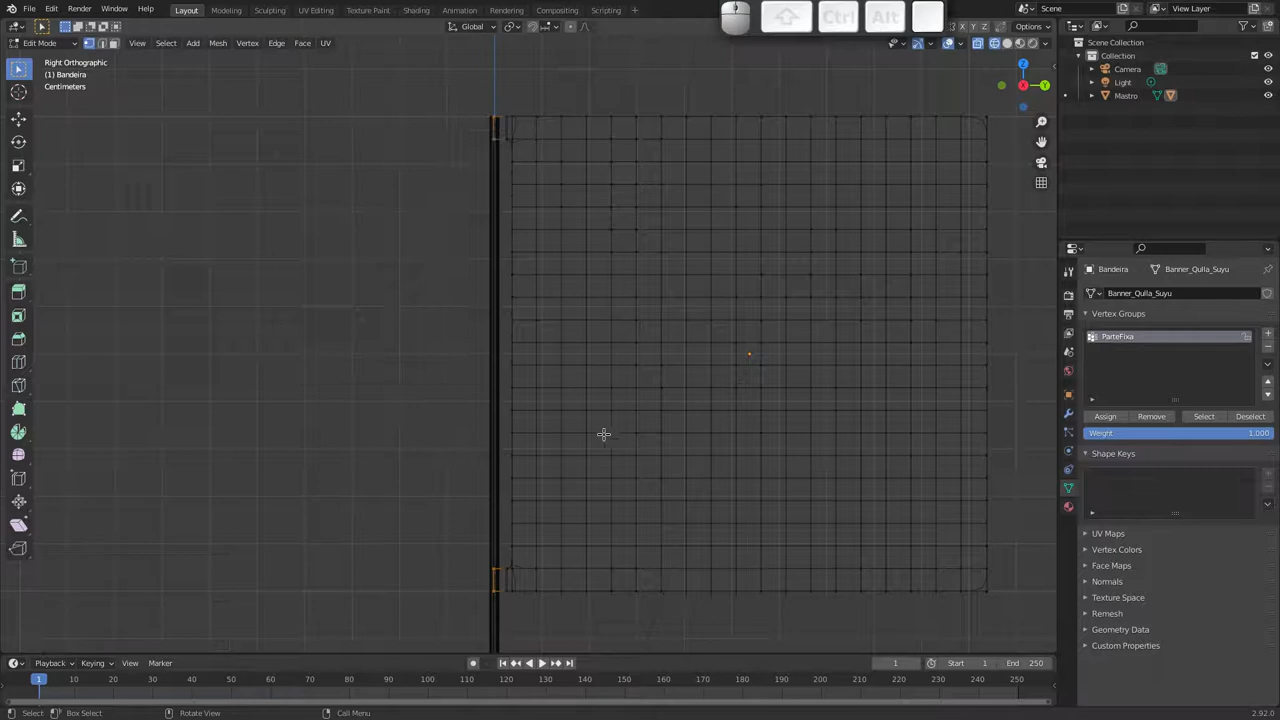 File Edit Render Window Help Layout Modeling Sculpting UV Editing Texture Paint Shading Animation Rendering Compositing Scripting Ctrl Alt Scene View Layer
Global Options
Edit Mode View Select Add Mesh Vertex Edge Face UV
Right Orthographic
(1) Bandeira
Centimeters
Z
X
Y
Scene Collection
Collection
Camera
Light
Mastro
Bandeira Banner_Qulla_Suyu
Banner_Qulla_Suyu
Vertex Groups
ParteFixa
Assign Remove Select Deselect
Weight 1.000
Shape Keys
UV Maps
Vertex Colors
Face Maps
Normals
Texture Space
Remesh
Geometry Data
Custom Properties
Playback Keying View Marker 1 Start 1 End 250
1 10 20 30 40 50 60 70 80 90 100 110 120 130 140 150 160 170 180 190 200 210 220 230 240 250
Select Box Select Rotate View Call Menu 2.92.0